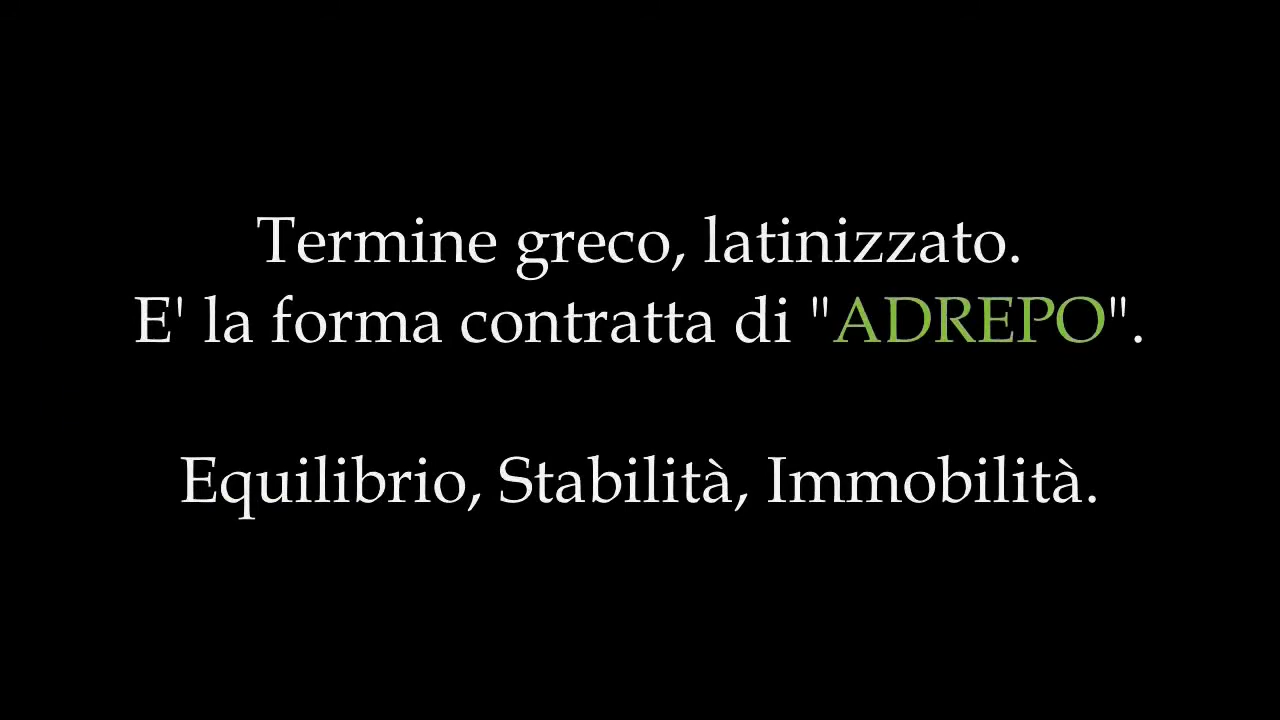 Termine greco, latinizzato.
E' la forma contratta di "ADREPO".
Equilibrio, Stabilità, Immobilità.